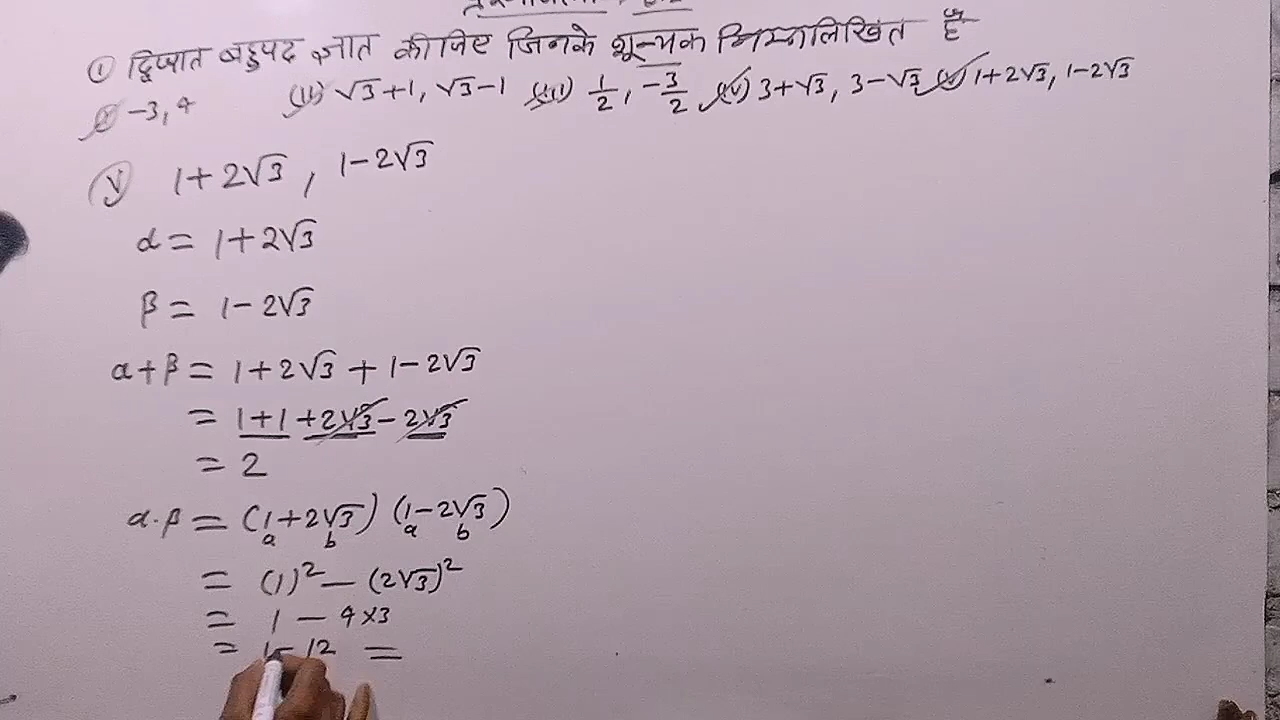 ① द्विघात बहुपद ज्ञात कीजिए जिनके शून्यक निम्नलिखित हैं
(i) -3, 4 (ii) √3+1, √3-1 (iii) 1/2, -3/2 (iv) 3+√3, 3-√3 (v) 1+2√3, 1-2√3
(v) 1+2√3, 1-2√3
α = 1+2√3
β = 1-2√3
α+β = 1+2√3 + 1-2√3
= 1+1+2√3-2√3
= 2
α.β = (1+2√3) (1-2√3)
a b a b
= (1)² - (2√3)²
= 1 - 4×3
= 1-12 =